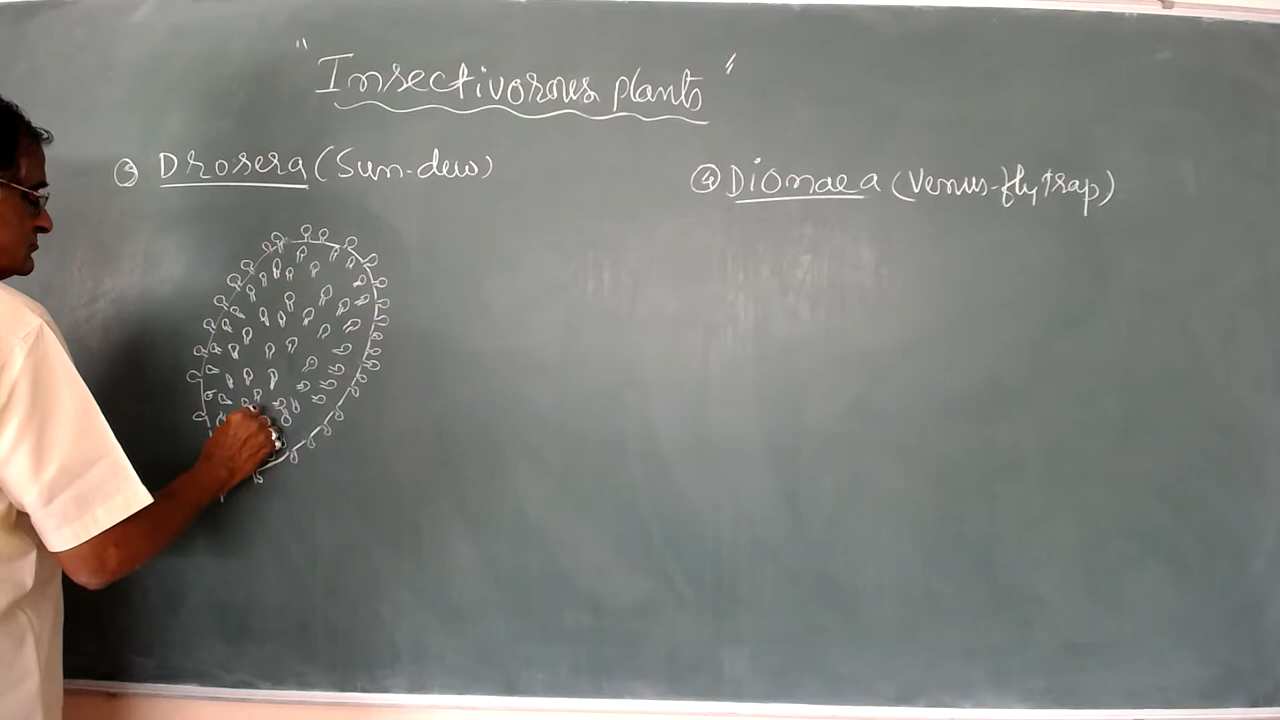 "Insectivorous plants"
③ Drosera (Sun-dew)
④ Dionaea (Venus-fly trap)